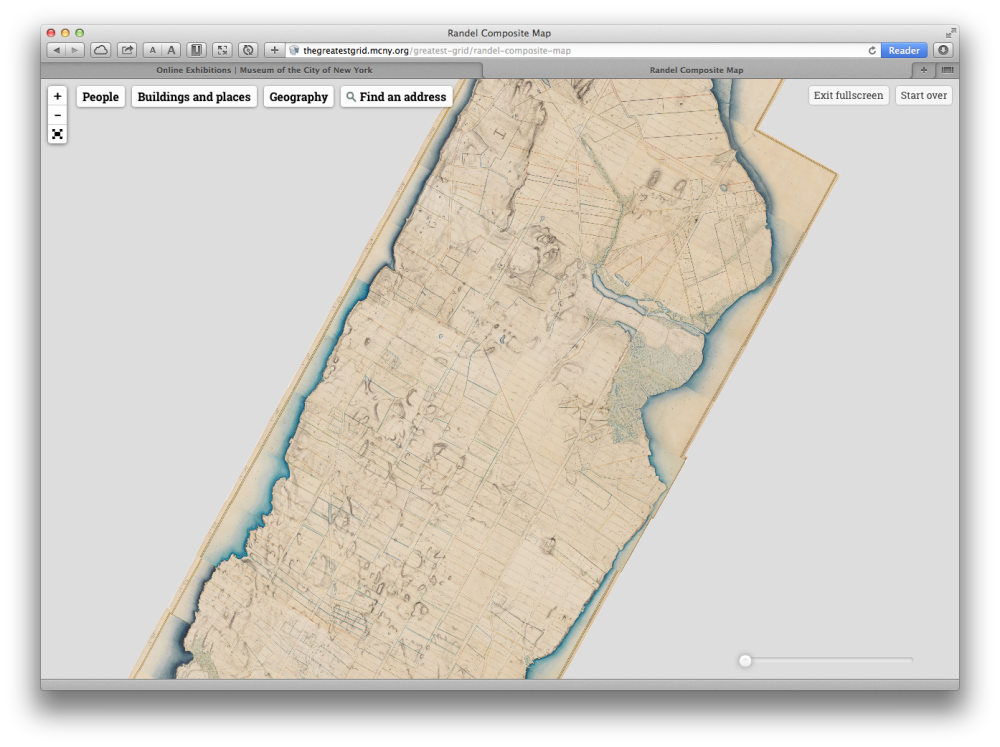 Randel Composite Map
A A
thegreatestgrid.mcny.org/greatest-grid/randel-composite-map
Reader
Online Exhibitions | Museum of the City of New York
Randel Composite Map
+
People
Buildings and places
Geography
Find an address
Exit fullscreen
Start over
−